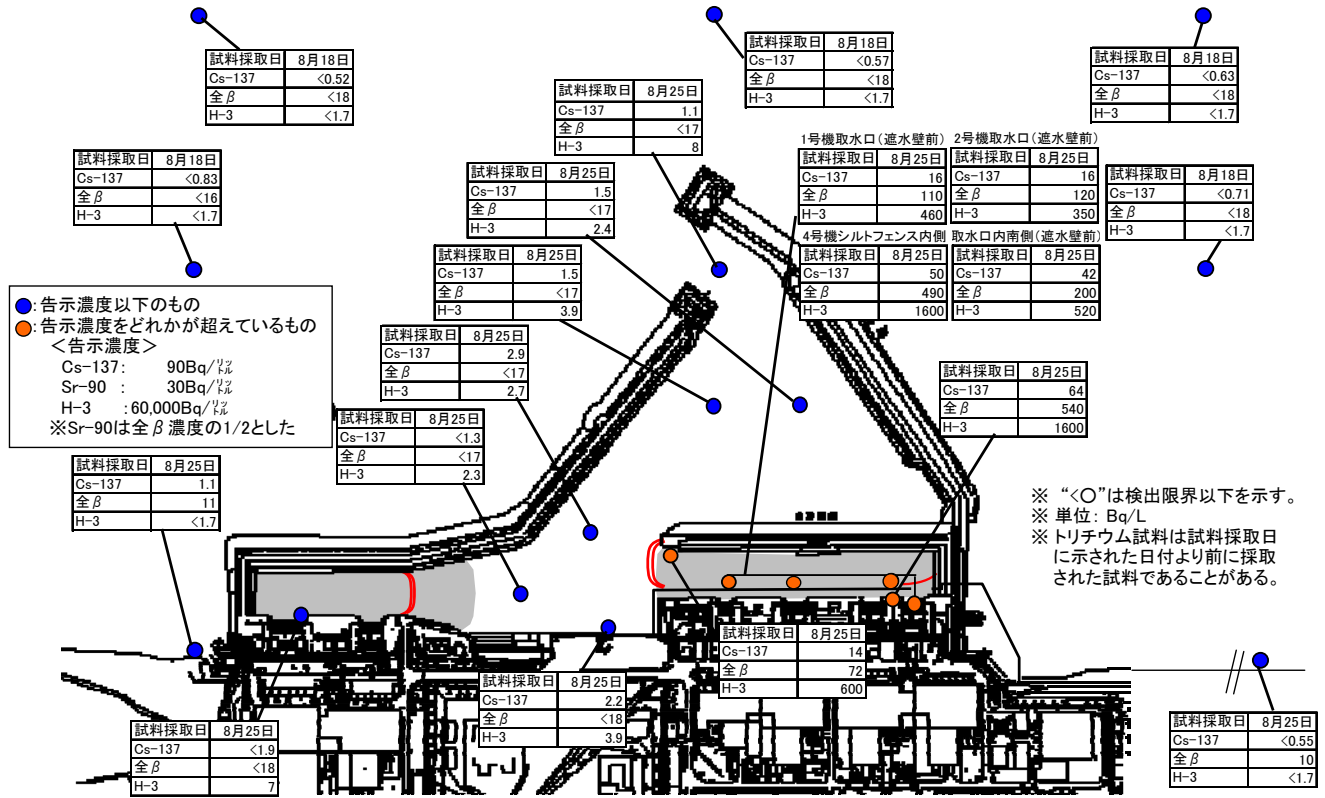 試料採取日 8月18日
Cs-137 <0.52
全β <18
H-3 <1.7
試料採取日 8月18日
Cs-137 <0.57
全β <18
H-3 <1.7
試料採取日 8月18日
Cs-137 <0.63
全β <18
H-3 <1.7
試料採取日 8月25日
Cs-137 1.1
全β <17
H-3 8
試料採取日 8月18日
Cs-137 <0.83
全β <16
H-3 <1.7
試料採取日 8月25日
Cs-137 1.5
全β <17
H-3 2.4
1号機取水口(遮水壁前)
試料採取日 8月25日
Cs-137 16
全β 110
H-3 460
2号機取水口(遮水壁前)
試料採取日 8月25日
Cs-137 16
全β 120
H-3 350
試料採取日 8月18日
Cs-137 <0.71
全β <18
H-3 <1.7
4号機シルトフェンス内側
試料採取日 8月25日
Cs-137 50
全β 490
H-3 1600
取水口内南側(遮水壁前)
試料採取日 8月25日
Cs-137 42
全β 200
H-3 520
試料採取日 8月25日
Cs-137 1.5
全β <17
H-3 3.9
●:告示濃度以下のもの
●:告示濃度をどれかが超えているもの
<告示濃度>
Cs-137: 90Bq/リットル
Sr-90 : 30Bq/リットル
H-3 :60,000Bq/リットル
※Sr-90は全β濃度の1/2とした
試料採取日 8月25日
Cs-137 2.9
全β <17
H-3 2.7
試料採取日 8月25日
Cs-137 64
全β 540
H-3 1600
試料採取日 8月25日
Cs-137 <1.3
全β <17
H-3 2.3
試料採取日 8月25日
Cs-137 1.1
全β 11
H-3 <1.7
※ “<○”は検出限界以下を示す。
※ 単位: Bq/L
※ トリチウム試料は試料採取日
に示された日付より前に採取
された試料であることがある。
試料採取日 8月25日
Cs-137 14
全β 72
H-3 600
試料採取日 8月25日
Cs-137 2.2
全β <18
H-3 3.9
試料採取日 8月25日
Cs-137 <1.9
全β <18
H-3 7
試料採取日 8月25日
Cs-137 <0.55
全β 10
H-3 <1.7